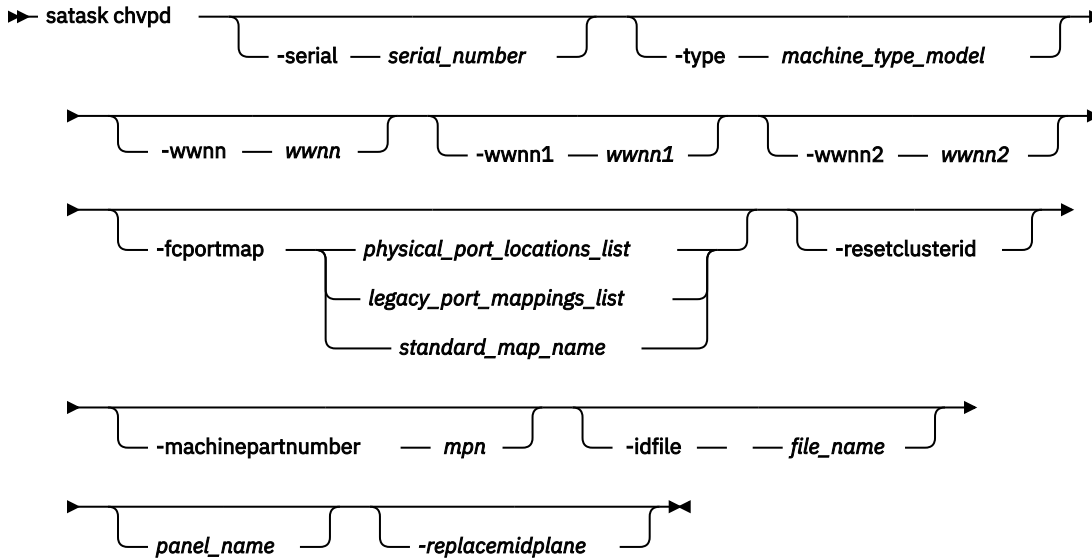 satask chvpd
-serial serial_number -type machine_type_model
-wwnn wwnn -wwnn1 wwnn1 -wwnn2 wwnn2
-fcportmap physical_port_locations_list -resetclusterid
legacy_port_mappings_list
standard_map_name
-machinepartnumber mpn -idfile file_name
panel_name -replacemidplane